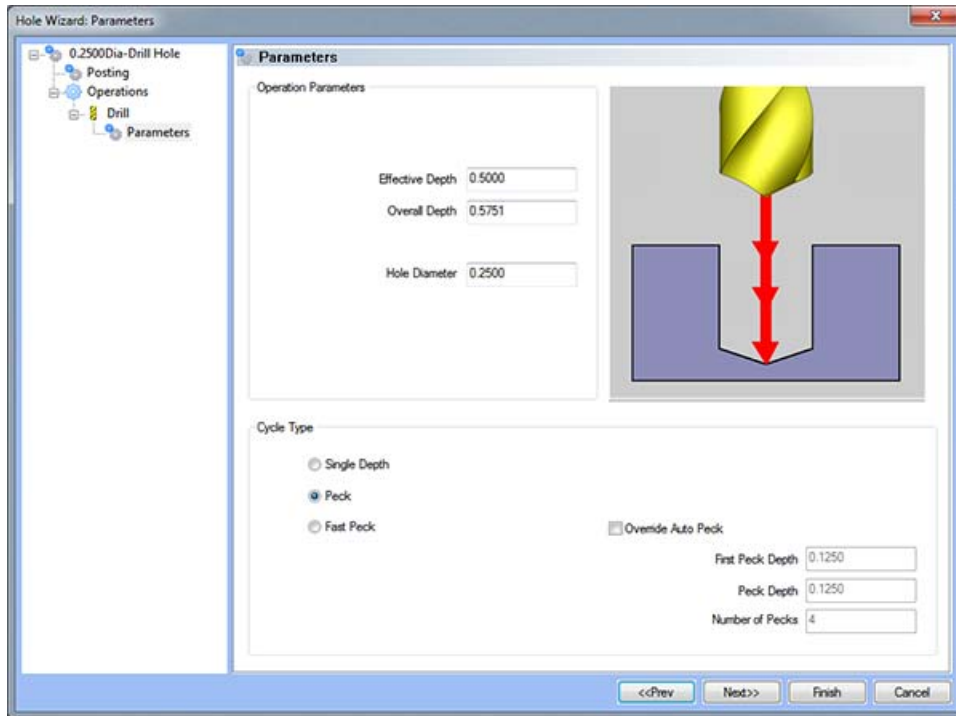 Hole Wizard: Parameters
0.2500Dia-Drill Hole
Posting
Operations
Drill
Parameters
Parameters
Operation Parameters
Effective Depth 0.5000
Overall Depth 0.5751
Hole Diameter 0.2500
Cycle Type
Single Depth
Peck
Fast Peck
Override Auto Peck
First Peck Depth 0.1250
Peck Depth 0.1250
Number of Pecks 4
<<Prev Next>> Finish Cancel